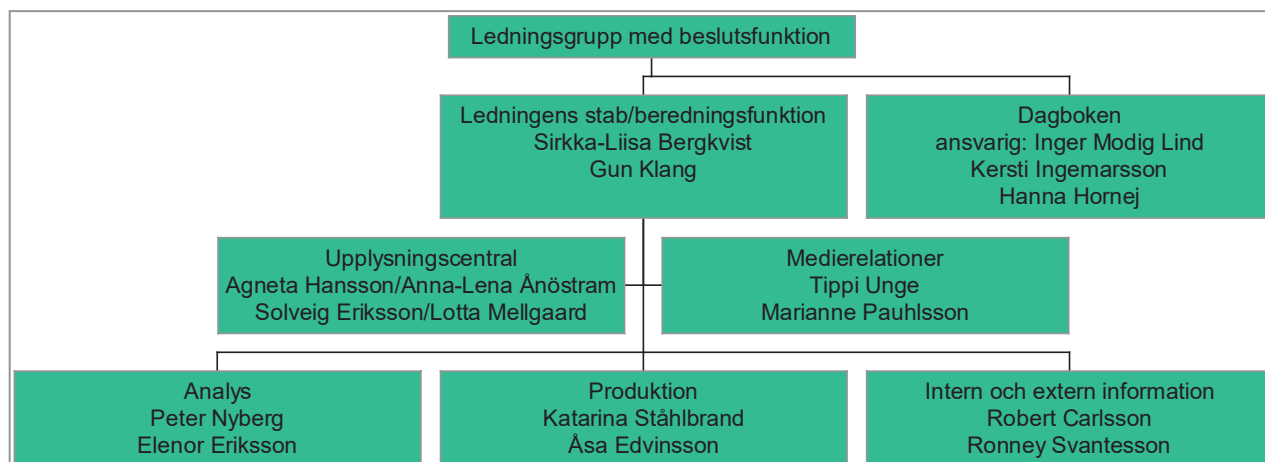 Ledningsgrupp med beslutsfunktion
Ledningens stab/beredningsfunktion
Sirkka-Liisa Bergkvist
Gun Klang
Dagboken
ansvarig: Inger Modig Lind
Kersti Ingemarsson
Hanna Hornej
Upplysningscentral
Agneta Hansson/Anna-Lena Ånöstram
Solveig Eriksson/Lotta Mellgaard
Medierelationer
Tippi Unge
Marianne Pauhlsson
Analys
Peter Nyberg
Elenor Eriksson
Produktion
Katarina Ståhlbrand
Åsa Edvinsson
Intern och extern information
Robert Carlsson
Ronney Svantesson